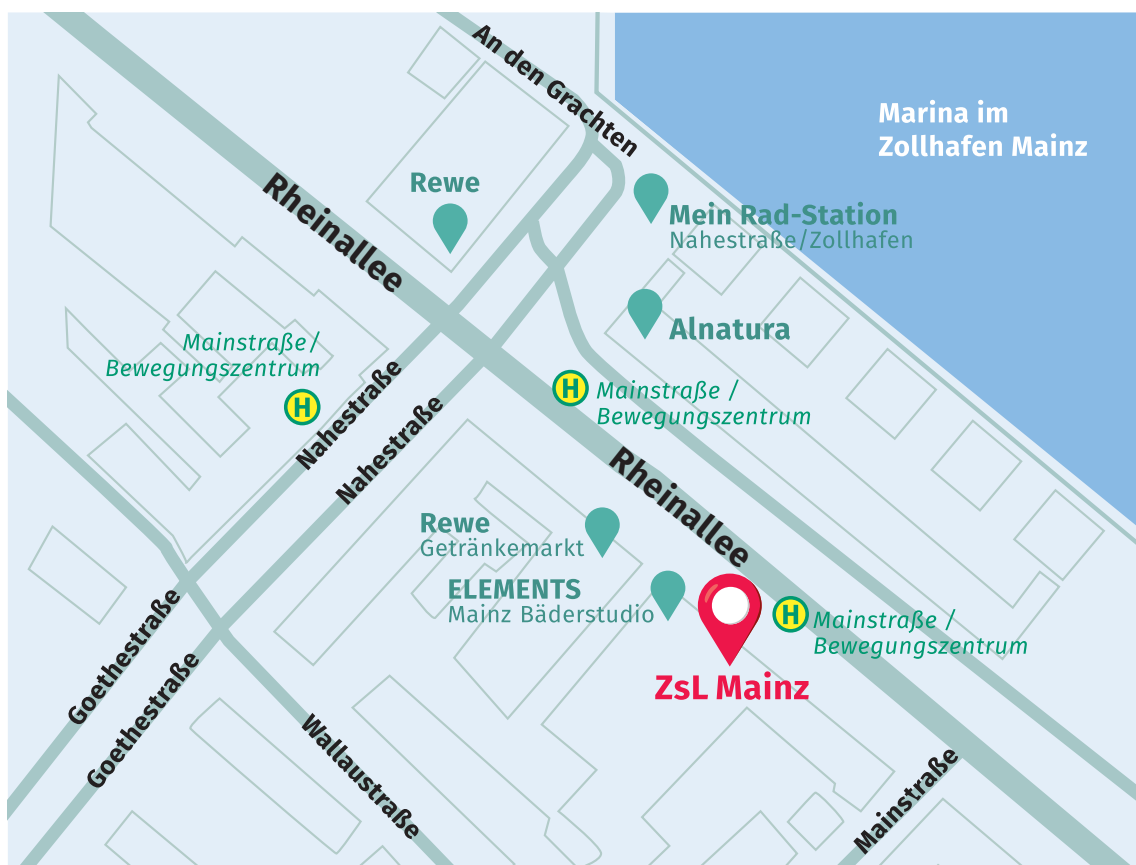 An den Grachten
Marina im
Zollhafen Mainz
Rewe
Rheinallee
Mein Rad-Station
Nahestraße/Zollhafen
Alnatura
Mainstraße/
Bewegungszentrum
H
H
Mainstraße /
Bewegungszentrum
Nahestraße
Nahestraße
Rheinallee
Rewe
Getränkemarkt
ELEMENTS
Mainz Bäderstudio
H
Mainstraße /
Bewegungszentrum
ZsL Mainz
Goethestraße
Goethestraße
Wallaustraße
Mainstraße